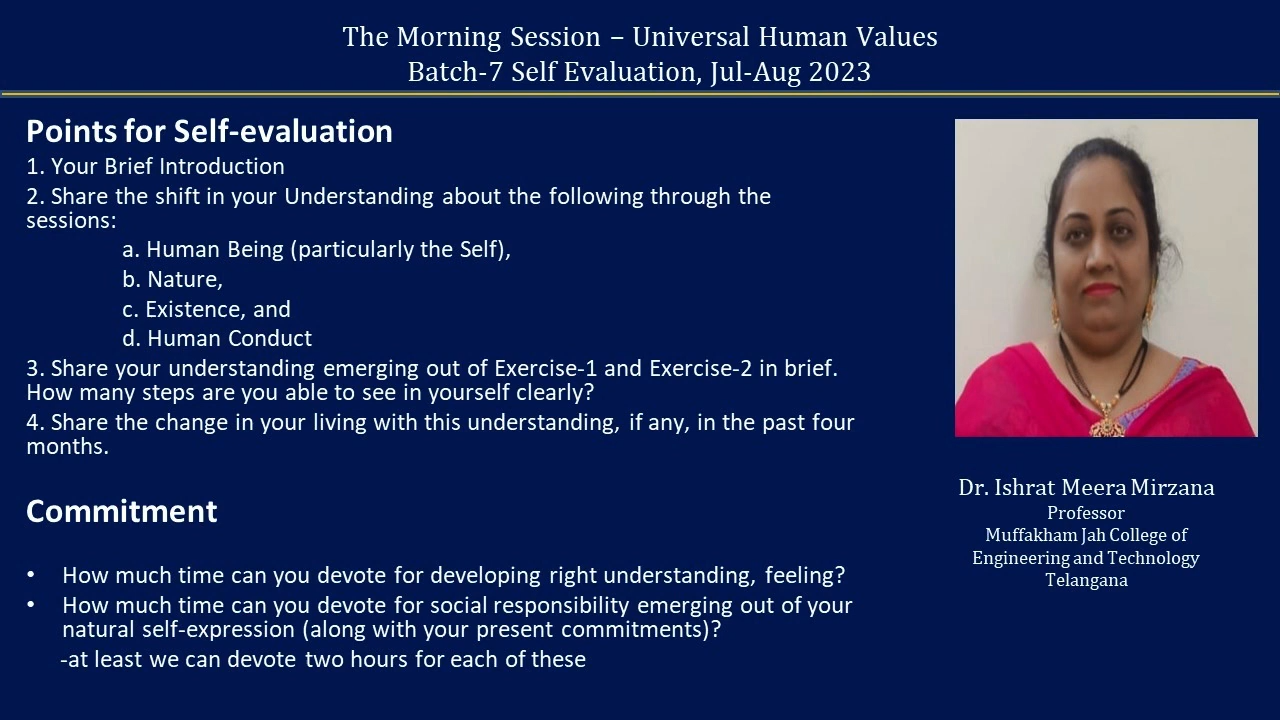 The Morning Session – Universal Human Values
Batch-7 Self Evaluation, Jul-Aug 2023
Points for Self-evaluation
1. Your Brief Introduction
2. Share the shift in your Understanding about the following through the
sessions:
a. Human Being (particularly the Self),
b. Nature,
c. Existence, and
d. Human Conduct
3. Share your understanding emerging out of Exercise-1 and Exercise-2 in brief.
How many steps are you able to see in yourself clearly?
4. Share the change in your living with this understanding, if any, in the past four
months.
Commitment
• How much time can you devote for developing right understanding, feeling?
• How much time can you devote for social responsibility emerging out of your
natural self-expression (along with your present commitments)?
-at least we can devote two hours for each of these
Dr. Ishrat Meera Mirzana
Professor
Muffakham Jah College of
Engineering and Technology
Telangana